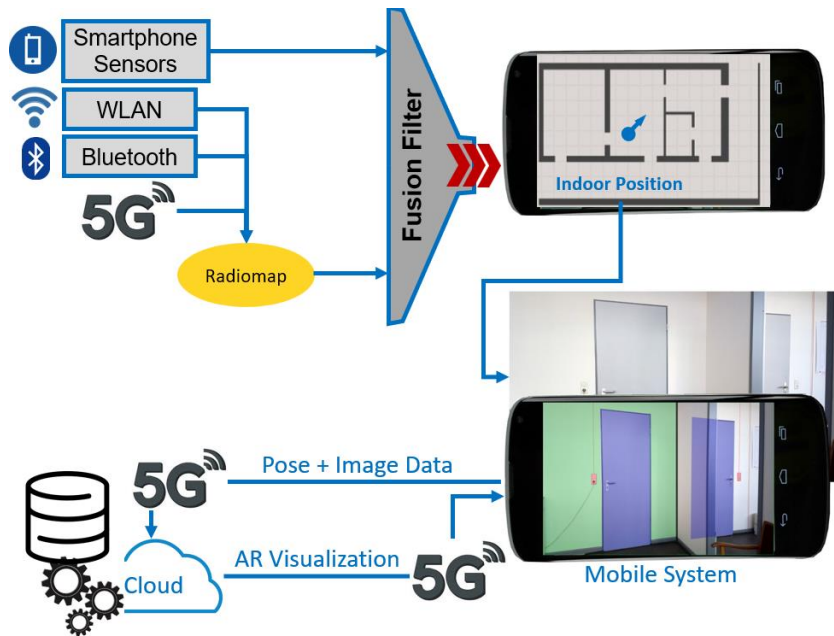 Smartphone
Sensors
WLAN
Bluetooth
5G
Radiomap
Fusion Filter
Indoor Position
5G
Pose + Image Data
Cloud
AR Visualization
5G
Mobile System